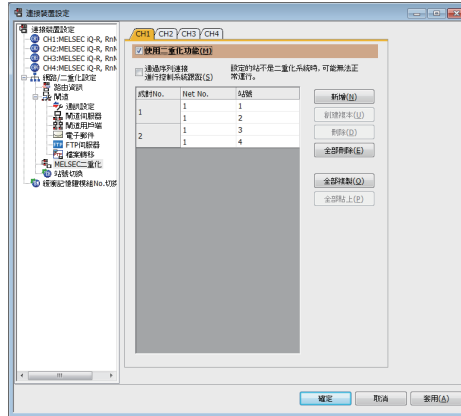 連接裝置設定
連接裝置設定
CH1:MELSEC iQ-R, RnM
CH2:MELSEC iQ-R, RnM
CH3:MELSEC iQ-R, RnM
CH4:MELSEC iQ-R, RnM
網路/二重化設定
路由資訊
閘道
通訊設定
閘道伺服器
閘道用戶端
電子郵件
FTP伺服器
檔案轉移
MELSEC二重化
站號切換
緩衝記憶體模組No.切換
CH1 CH2 CH3 CH4
使用二重化功能(H)
通過序列連接
進行控制系統跟蹤(S)
設定的站不是二重化系統時，可能無法正
常運行。
成對No. Net No. 站號
1 1 1
1 2
2 1 3
1 4
新增(N)
創建複本(U)
刪除(D)
全部刪除(E)
全部複製(O)
全部貼上(P)
確定 取消 套用(A)